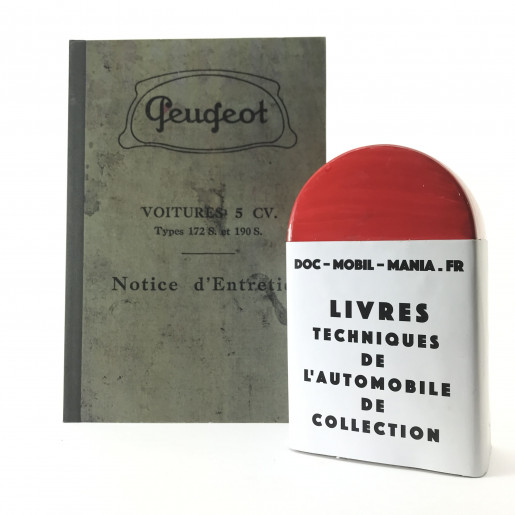 Peugeot
VOITURES 5 CV.
Types 172 S. et 190 S.
Notice d'Entretie
DOC-MOBIL-MANIA.FR
LIVRES
TECHNIQUES
DE
L'AUTOMOBILE
DE
COLLECTION